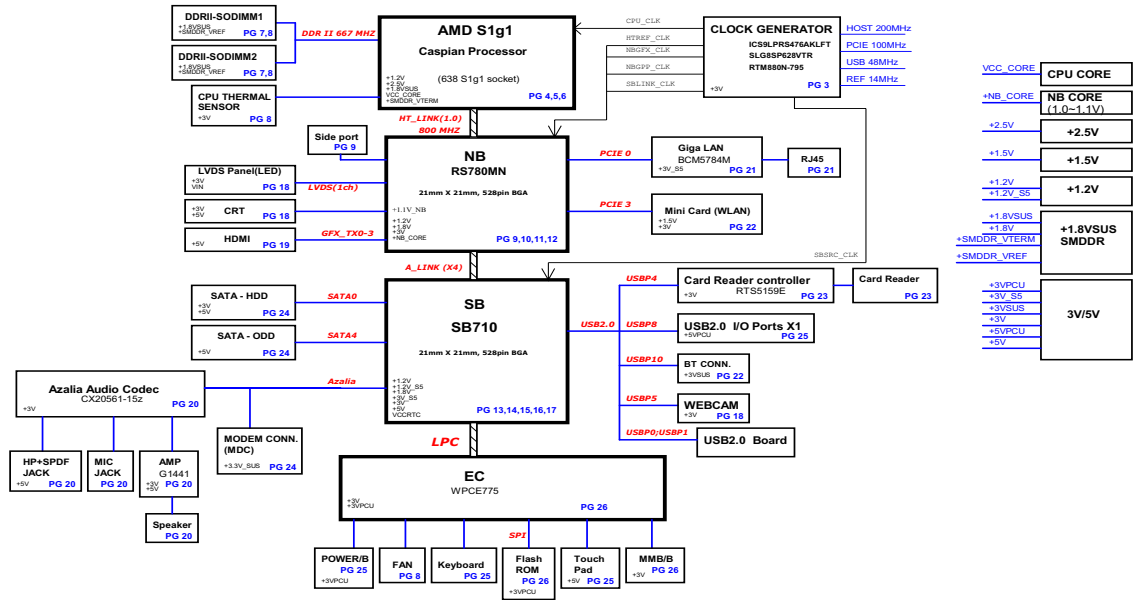 DDRII-SODIMM1
+1.8VSUS
+SMDDR_VREF
PG 7,8
DDRII-SODIMM2
+1.8VSUS
+SMDDR_VREF
PG 7,8
DDR II 667 MHZ
CPU THERMAL
SENSOR
+3V
PG 8
AMD S1g1
Caspian Processor
(638 S1g1 socket)
+1.2V
+2.5V
+1.8VSUS
VCC_CORE
+SMDDR_VTERM
PG 4,5,6
CPU_CLK
HTREF_CLK
NBGFX_CLK
NBGPP_CLK
SBLINK_CLK
CLOCK GENERATOR
ICS9LPRS476AKLFT
SLG8SP628VTR
RTM880N-795
+3V
PG 3
HOST 200MHz
PCIE 100MHz
USB 48MHz
REF 14MHz
VCC_CORE
CPU CORE
+NB_CORE
NB CORE
(1.0~1.1V)
+2.5V
+2.5V
+1.5V
+1.5V
+1.2V
+1.2V_S5
+1.2V
+1.8VSUS
+1.8V
+SMDDR_VTERM
+SMDDR_VREF
+1.8VSUS
SMDDR
+3VPCU
+3V_S5
+3VSUS
+3V
+5VPCU
+5V
3V/5V
HT_LINK(1.0)
800 MHZ
Side port
PG 9
LVDS Panel(LED)
+3V
VIN
PG 18
LVDS(1ch)
CRT
+3V
+5V
PG 18
HDMI
+5V
PG 19
GFX_TX0-3
NB
RS780MN
21mm X 21mm, 528pin BGA
+1.1V_NB
+1.2V
+1.8V
+3V
+NB_CORE
PG 9,10,11,12
PCIE 0
Giga LAN
BCM5784M
+3V_S5
PG 21
RJ45
PG 21
PCIE 3
Mini Card (WLAN)
+1.5V
+3V
PG 22
A_LINK (X4)
SBSRC_CLK
SATA - HDD
+3V
+5V
PG 24
SATA0
SATA - ODD
+5V
PG 24
SATA4
SB
SB710
21mm X 21mm, 528pin BGA
+1.2V
+1.2V_S5
+1.8V
+3V_S5
+3V
+5V
VCCRTC
PG 13,14,15,16,17
USB2.0
USBP4
Card Reader controller
RTS5159E
+3V
PG 23
Card Reader
PG 23
USBP8
USB2.0 I/O Ports X1
+5VPCU
PG 25
USBP10
BT CONN.
+3VSUS
PG 22
USBP5
WEBCAM
+3V
PG 18
USBP0;USBP1
USB2.0 Board
Azalia
Azalia Audio Codec
CX20561-15z
+3V
PG 20
HP+SPDF
JACK
+5V
PG 20
MIC
JACK
PG 20
AMP
G1441
+3V
+5V
PG 20
Speaker
PG 20
MODEM CONN.
(MDC)
+3.3V_SUS
PG 24
LPC
EC
WPCE775
+3V
+3VPCU
PG 26
SPI
POWER/B
PG 25
+3VPCU
FAN
PG 8
Keyboard
PG 25
Flash
ROM
PG 26
+3VPCU
Touch
Pad
+5V
PG 25
MMB/B
+3V
PG 26